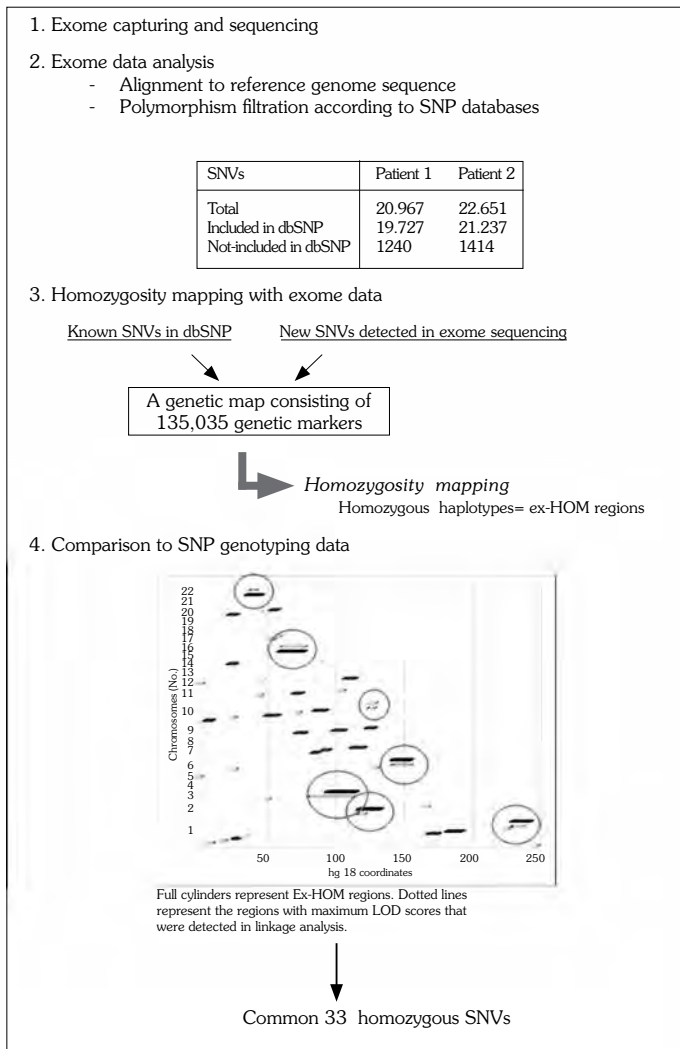 1. Exome capturing and sequencing
2. Exome data analysis
- Alignment to reference genome sequence
- Polymorphism filtration according to SNP databases
SNVs Patient 1 Patient 2
Total 20.967 22.651
Included in dbSNP 19.727 21.237
Not-included in dbSNP 1240 1414
3. Homozygosity mapping with exome data
Known SNVs in dbSNP New SNVs detected in exome sequencing
A genetic map consisting of
135,035 genetic markers
Homozygosity mapping
Homozygous haplotypes= ex-HOM regions
4. Comparison to SNP genotyping data
Chromosomes (No.)
22
21
20
19
18
17
16
15
14
13
12
11
10
9
8
7
6
5
4
3
2
1
50 100 150 200 250
hg 18 coordinates
Full cylinders represent Ex-HOM regions. Dotted lines
represent the regions with maximum LOD scores that
were detected in linkage analysis.
Common 33 homozygous SNVs